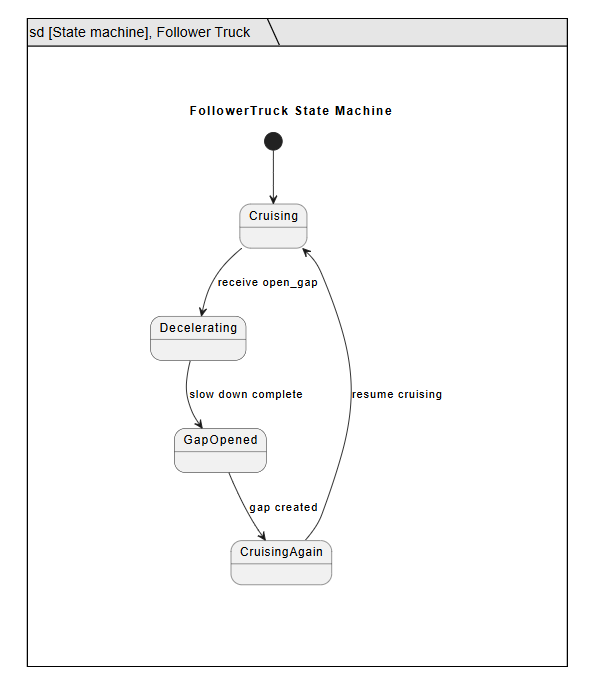 sd [State machine], Follower Truck
FollowerTruck State Machine
Cruising
receive open_gap
Decelerating
slow down complete
resume cruising
GapOpened
gap created
CruisingAgain